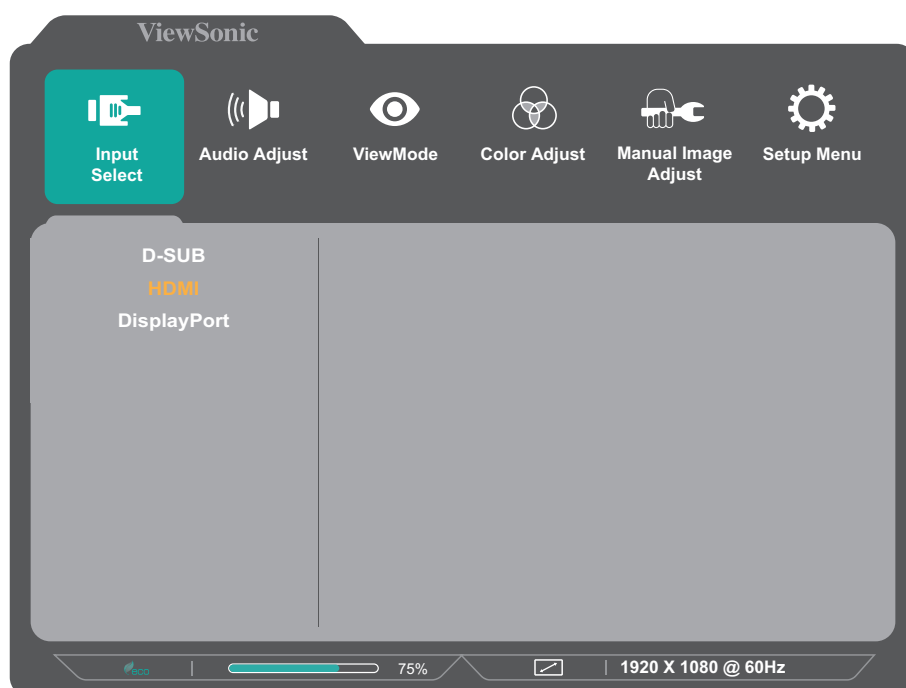 ViewSonic
Input
Select
Audio Adjust
ViewMode
Color Adjust
Manual Image
Adjust
Setup Menu
D-SUB
HDMI
DisplayPort
eco
75%
1920 X 1080 @ 60Hz